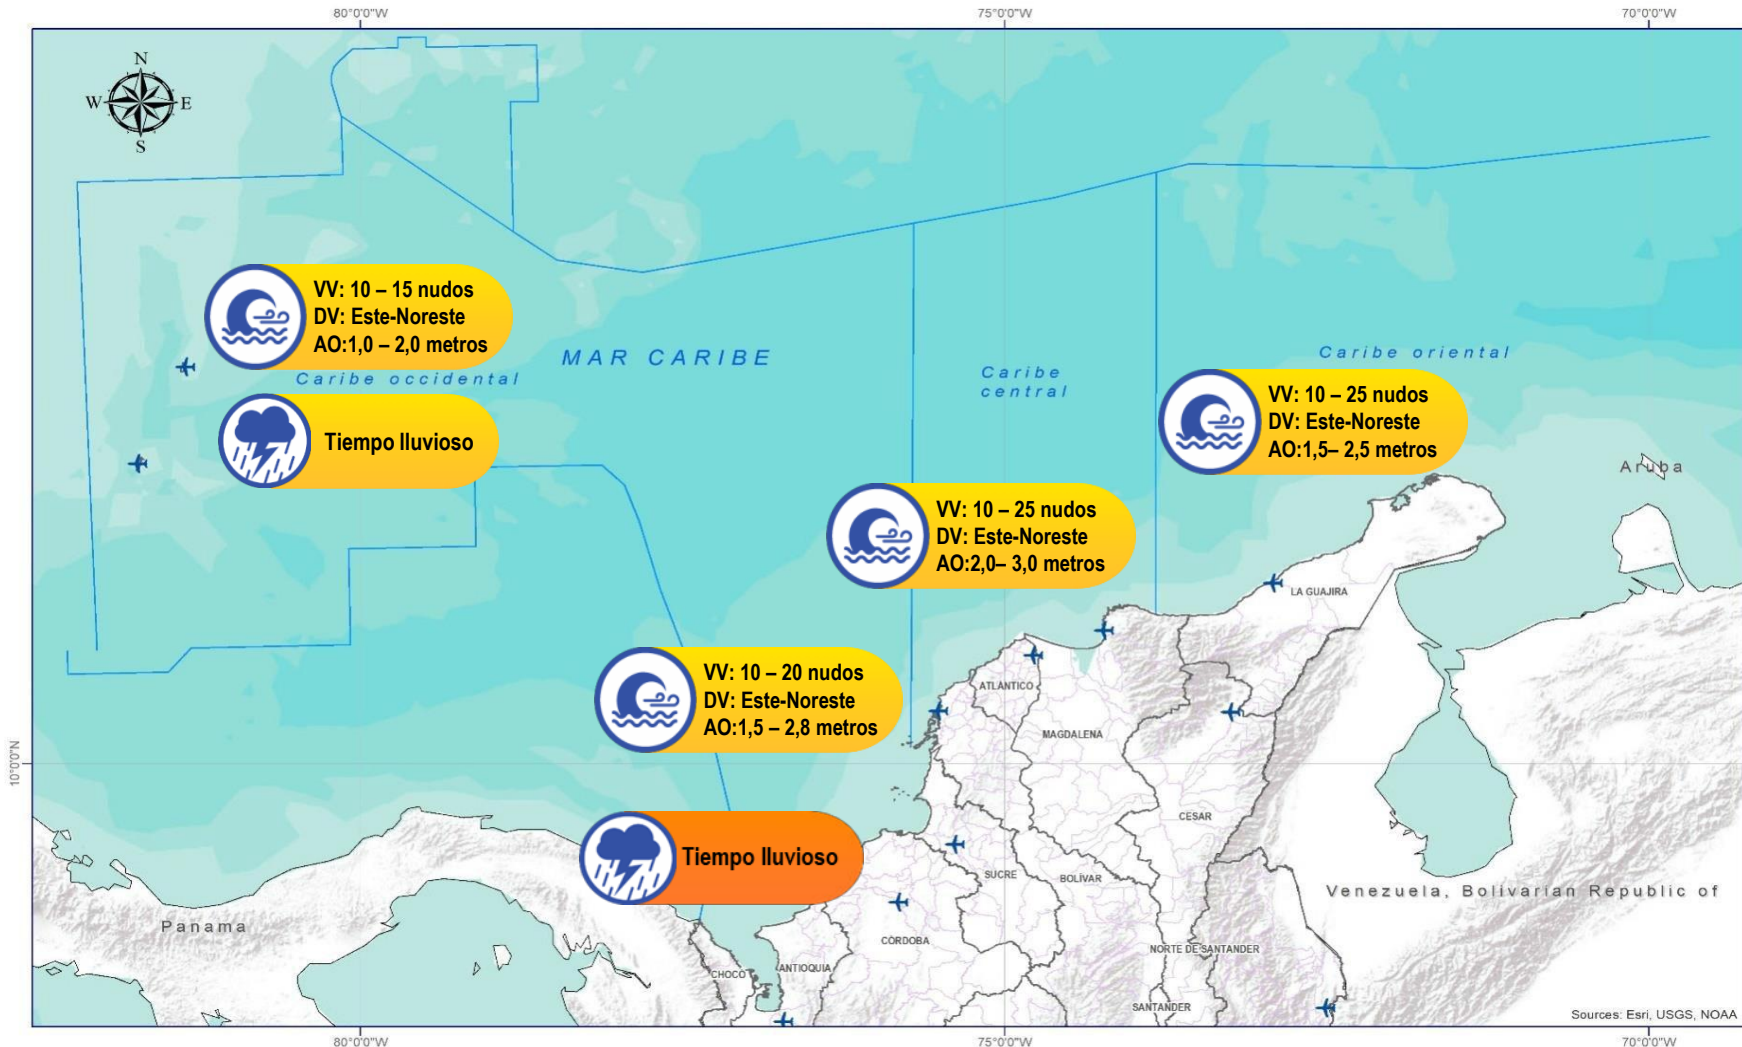 80°0'0"W
75°0'0"W
70°0'0"W
N
W
E
S
VV: 10 – 15 nudos
DV: Este-Noreste
AO:1,0 – 2,0 metros
MAR CARIBE
Caribe occidental
Caribe
central
Caribe oriental
VV: 10 – 25 nudos
DV: Este-Noreste
AO:1,5– 2,5 metros
Tiempo lluvioso
Aruba
VV: 10 – 25 nudos
DV: Este-Noreste
AO:2,0– 3,0 metros
LA GUAJIRA
VV: 10 – 20 nudos
DV: Este-Noreste
AO:1,5 – 2,8 metros
ATLÁNTICO
MAGDALENA
10°0'0"N
CESAR
Tiempo lluvioso
SUCRE
BOLÍVAR
Venezuela, Bolivarian Republic of
Panama
CÓRDOBA
NORTE DE SANTANDER
CHOCÓ
ANTIOQUIA
SANTANDER
Sources: Esri, USGS, NOAA
80°0'0"W
75°0'0"W
70°0'0"W